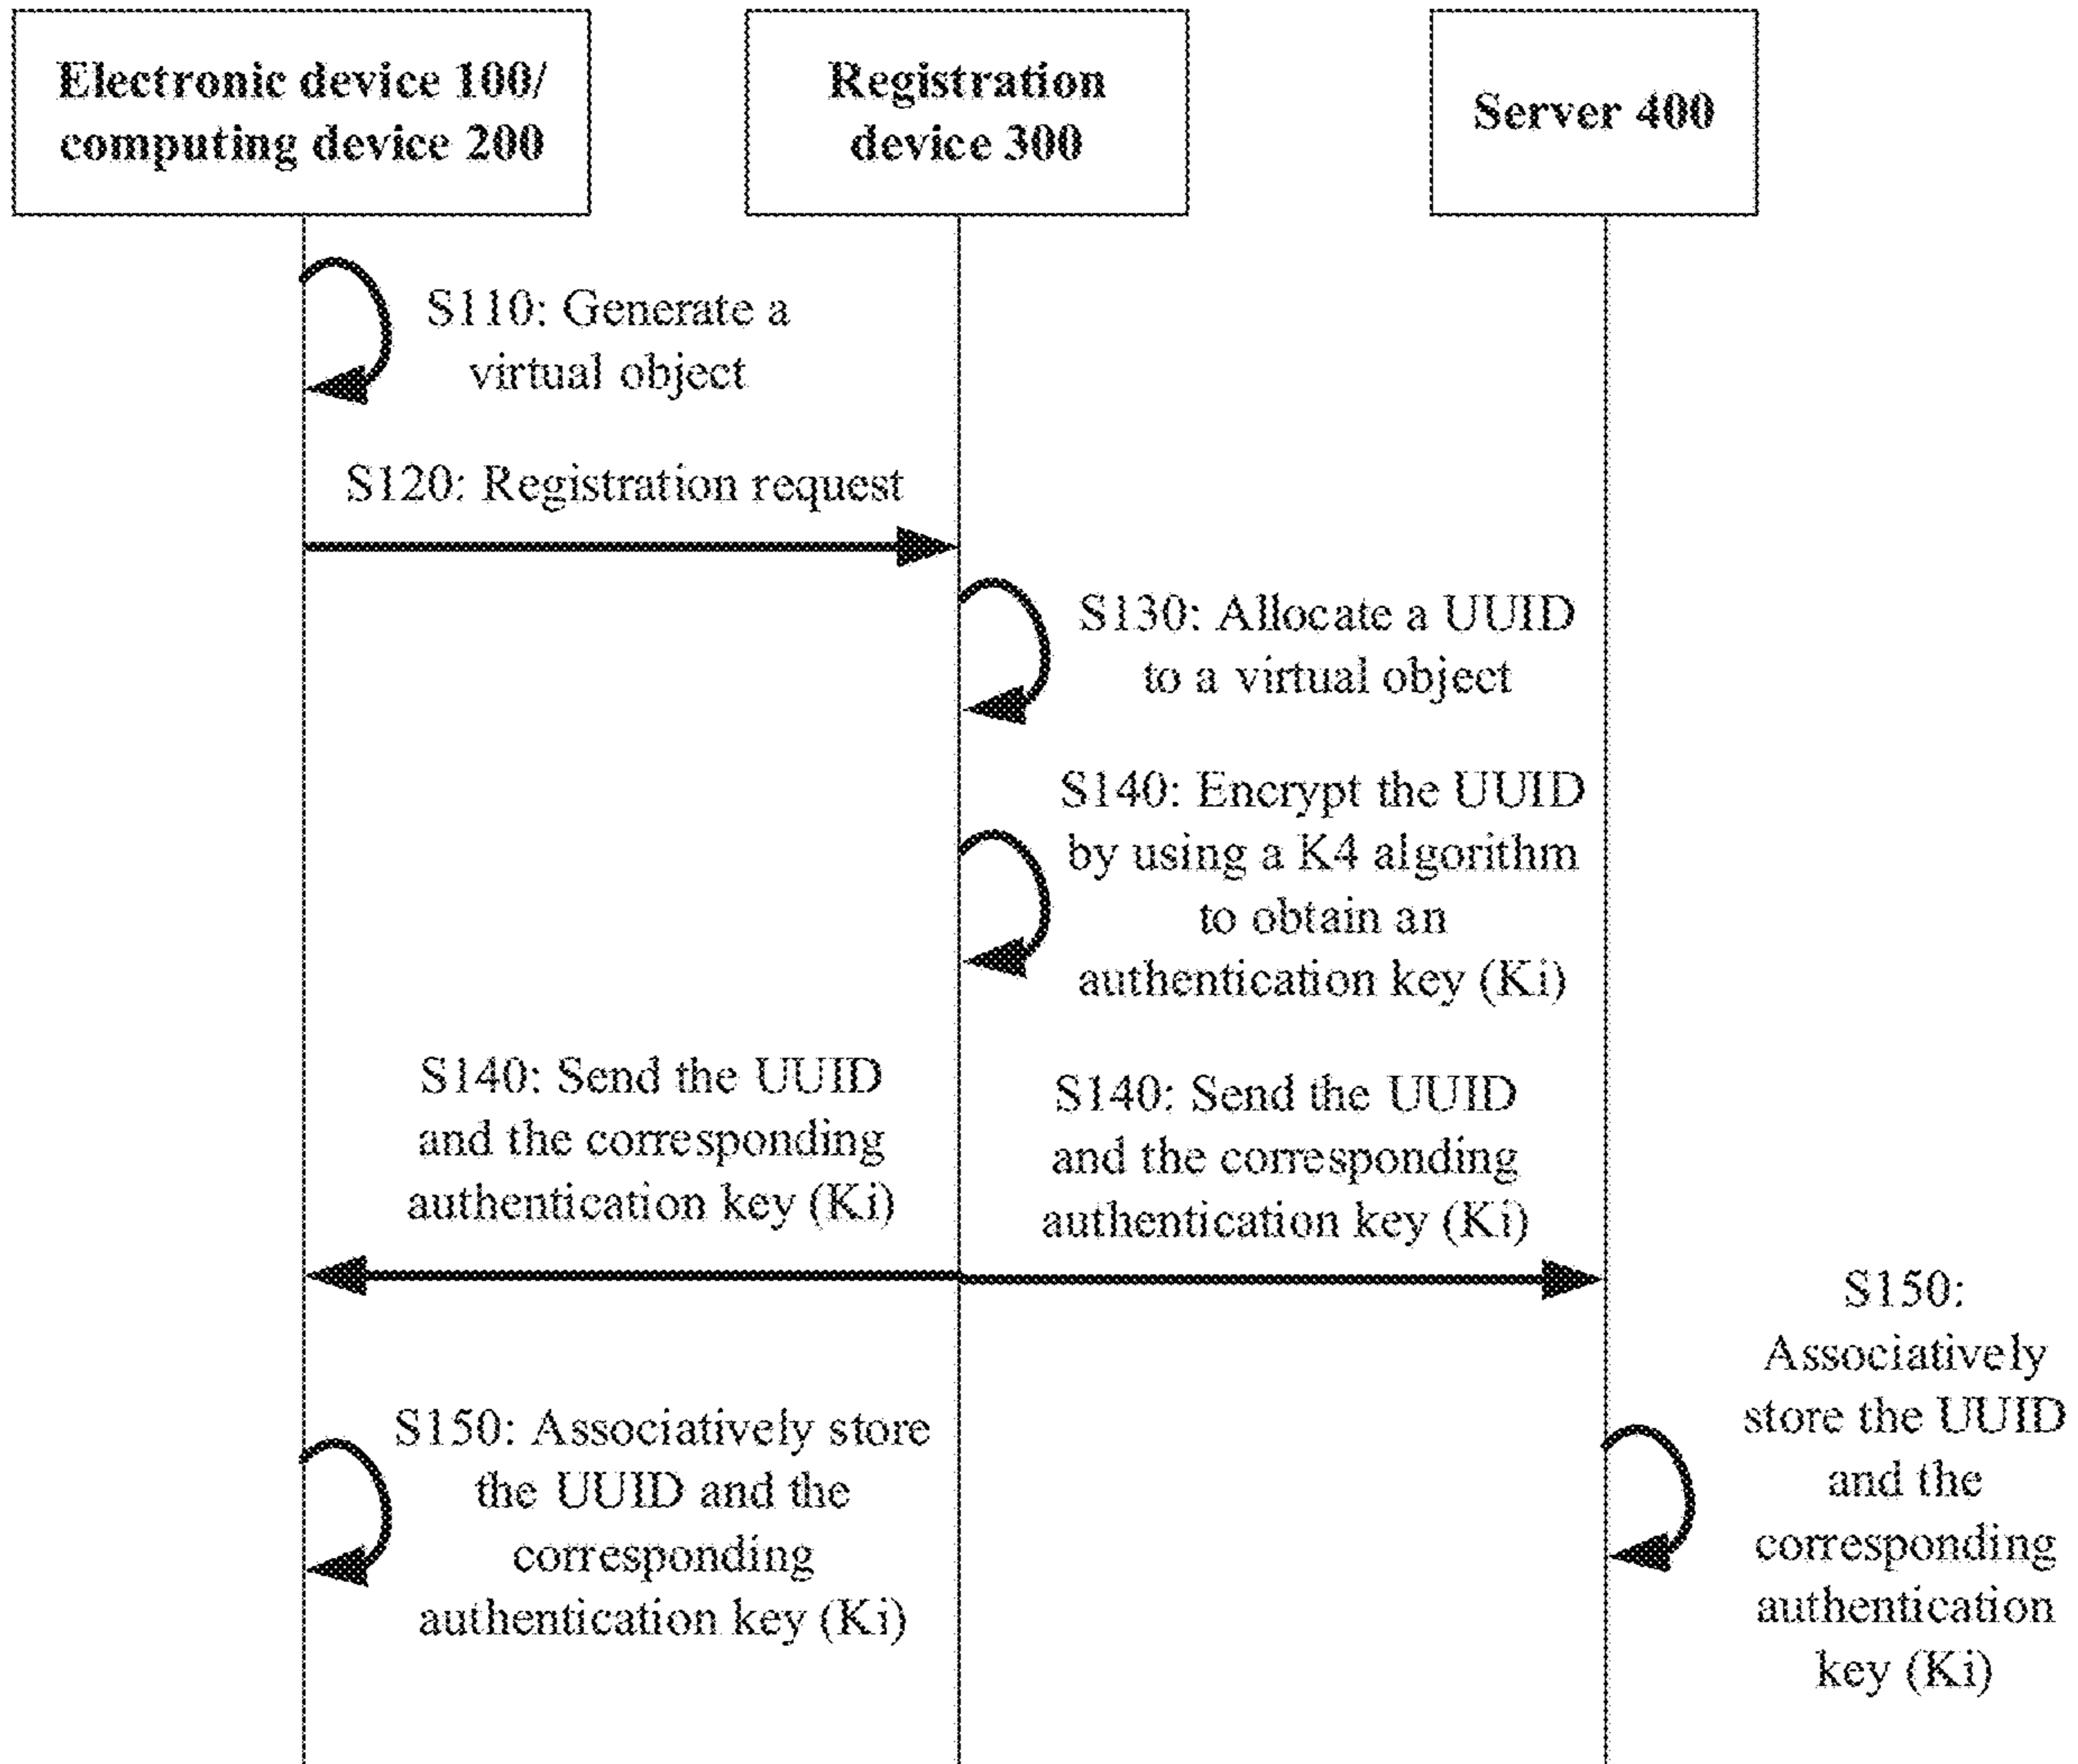 Electronic device 100/
computing device 200
Registration
device 300
Server 400
S110: Generate a
virtual object
S120: Registration request
S130: Allocate a UUID
to a virtual object
S140: Encrypt the UUID
by using a K4 algorithm
to obtain an
authentication key (Ki)
S140: Send the UUID
and the corresponding
authentication key (Ki)
S140: Send the UUID
and the corresponding
authentication key (Ki)
S150: Associatively store
the UUID and the
corresponding
authentication key (Ki)
S150:
Associatively
store the UUID
and the
corresponding
authentication
key (Ki)